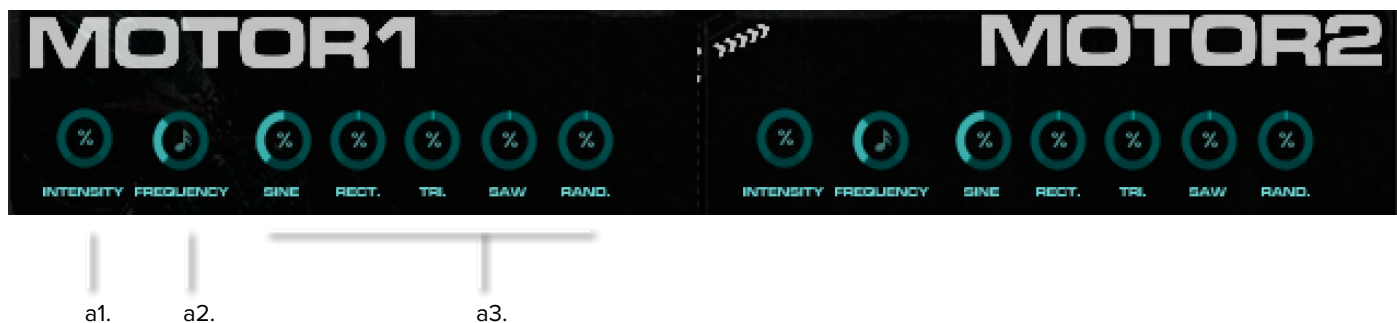 MOTOR1 MOTOR2
% % % % % % % % % % % %
INTENSITY FREQUENCY SINE RECT. TRI. SAW RAND. INTENSITY FREQUENCY SINE RECT. TRI. SAW RAND.
a1. a2. a3.